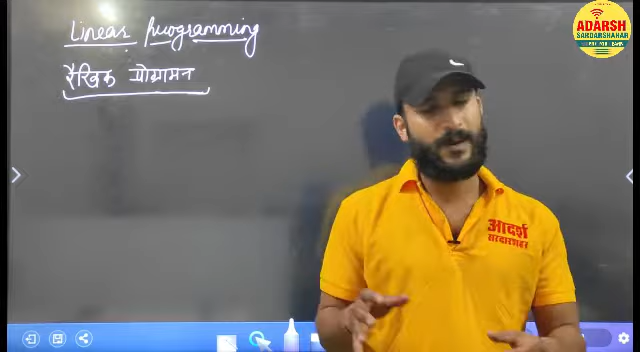 Linear programming
रैखिक प्रोग्रामन
ADARSH
SARDARSHAHAR
आदर्श
सरदारशहर